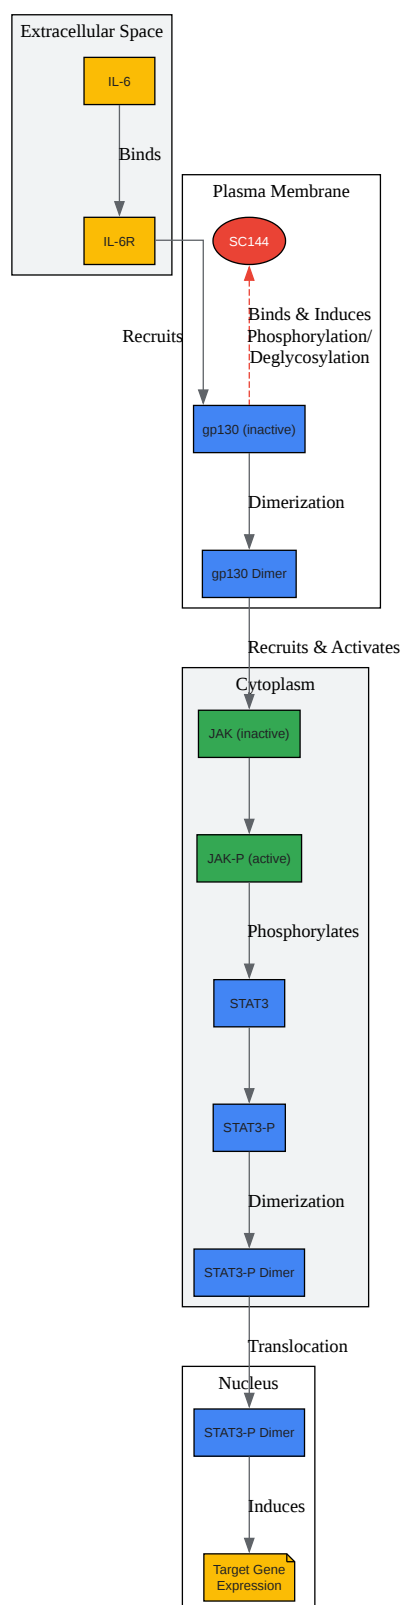 Extracellular Space
IL-6
Binds
IL-6R
Plasma Membrane
SC144
Recruits
Binds & Induces
Phosphorylation/
Deglycosylation
gp130 (inactive)
Dimerization
gp130 Dimer
Recruits & Activates
Cytoplasm
JAK (inactive)
JAK-P (active)
Phosphorylates
STAT3
STAT3-P
Dimerization
STAT3-P Dimer
Translocation
Nucleus
STAT3-P Dimer
Induces
Target Gene
Expression